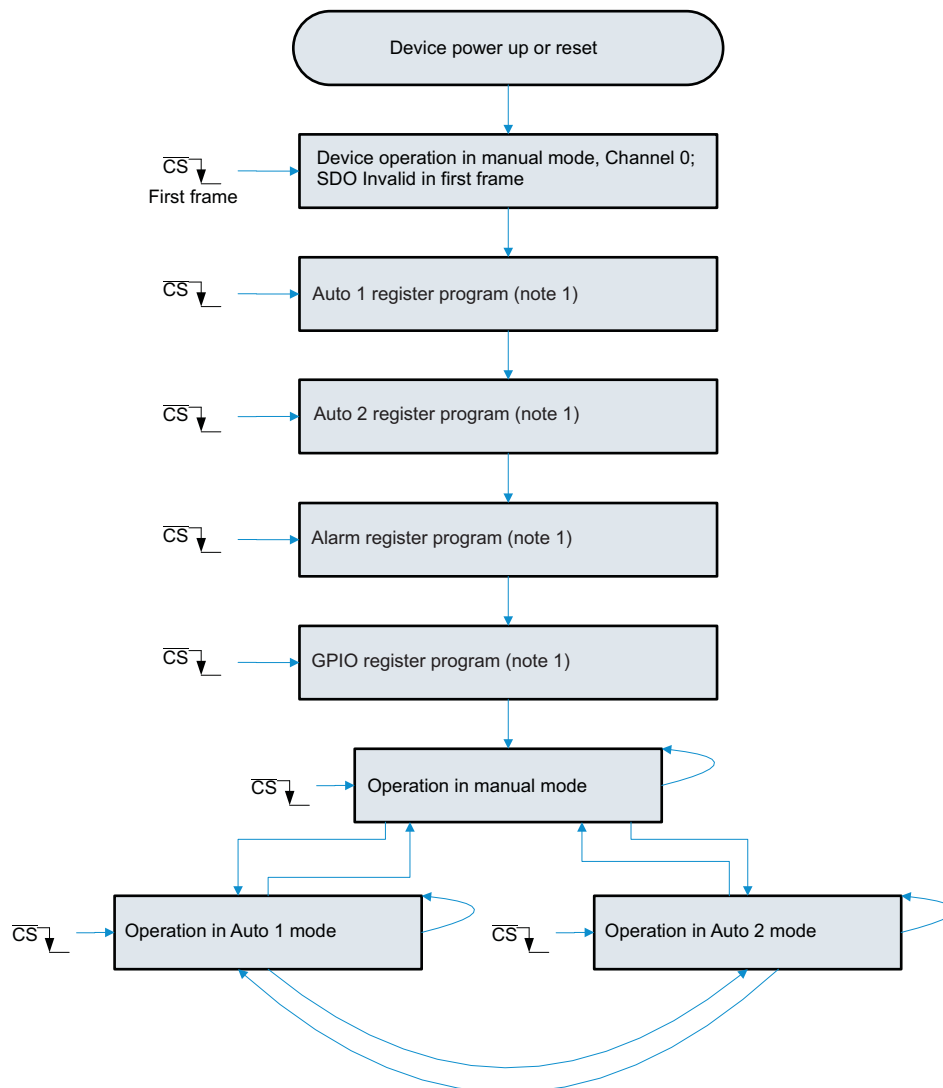 Device power up or reset
CS
First frame
Device operation in manual mode, Channel 0;
SDO Invalid in first frame
CS
Auto 1 register program (note 1)
CS
Auto 2 register program (note 1)
CS
Alarm register program (note 1)
CS
GPIO register program (note 1)
CS
Operation in manual mode
CS
Operation in Auto 1 mode
CS
Operation in Auto 2 mode